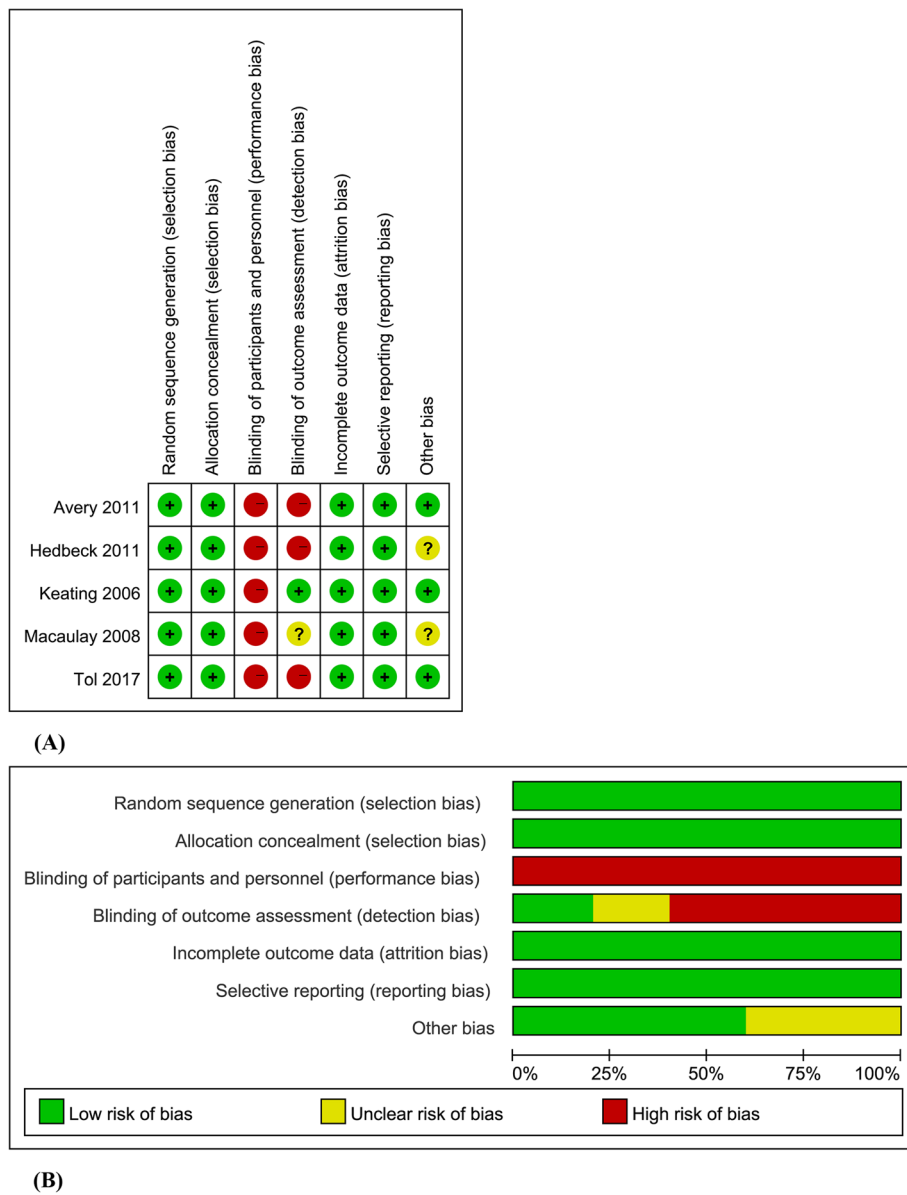 Random sequence generation (selection bias)
Allocation concealment (selection bias)
Blinding of participants and personnel (performance bias)
Blinding of outcome assessment (detection bias)
Incomplete outcome data (attrition bias)
Selective reporting (reporting bias)
Other bias
Avery 2011 + + - - + + +
Hedbeck 2011 + + - - + + ?
Keating 2006 + + - + + + +
Macaulay 2008 + + - ? + + ?
Tol 2017 + + - - + + +
(A)
Random sequence generation (selection bias)
Allocation concealment (selection bias)
Blinding of participants and personnel (performance bias)
Blinding of outcome assessment (detection bias)
Incomplete outcome data (attrition bias)
Selective reporting (reporting bias)
Other bias
0% 25% 50% 75% 100%
Low risk of bias Unclear risk of bias High risk of bias
(B)